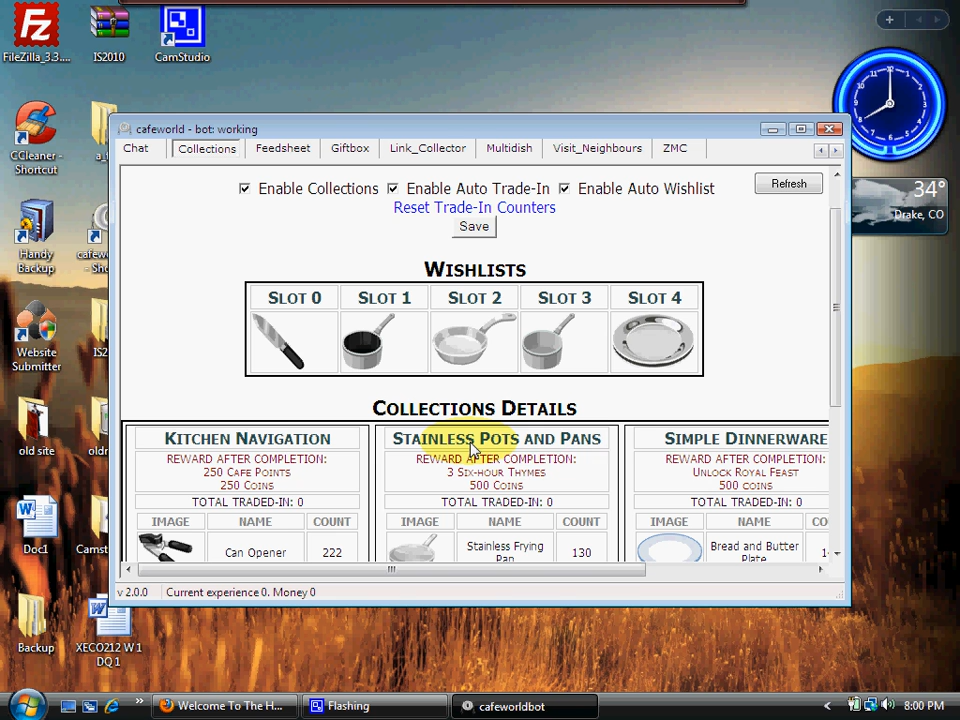 FileZilla_3.3....
IS2010
CamStudio
CCleaner - Shortcut
Handy Backup
Website Submitter
old site
Doc1
Backup
XECO212 W 1 DQ 1
cafeworld - bot: working
Chat
Collections
Feedsheet
Giftbox
Link_Collector
Multidish
Visit_Neighbours
ZMC
Enable Collections
Enable Auto Trade-In
Enable Auto Wishlist
Refresh
Reset Trade-In Counters
Save
WISHLISTS
SLOT 0
SLOT 1
SLOT 2
SLOT 3
SLOT 4
COLLECTIONS DETAILS
KITCHEN NAVIGATION
REWARD AFTER COMPLETION:
250 CAFE POINTS
250 COINS
TOTAL TRADED-IN: 0
IMAGE NAME COUNT
Can Opener 222
STAINLESS POTS AND PANS
REWARD AFTER COMPLETION:
3 SIX-HOUR THYMES
500 COINS
TOTAL TRADED-IN: 0
IMAGE NAME COUNT
Stainless Frying
Pan
130
SIMPLE DINNERWARE
REWARD AFTER COMPLETION:
UNLOCK ROYAL FEAST
500 COINS
TOTAL TRADED-IN: 0
IMAGE NAME
Bread and Butter
Plate
v 2.0.0
Current experience 0. Money 0
34°
Drake, CO
Welcome To The H...
Flashing
cafeworldbot
8:00 PM